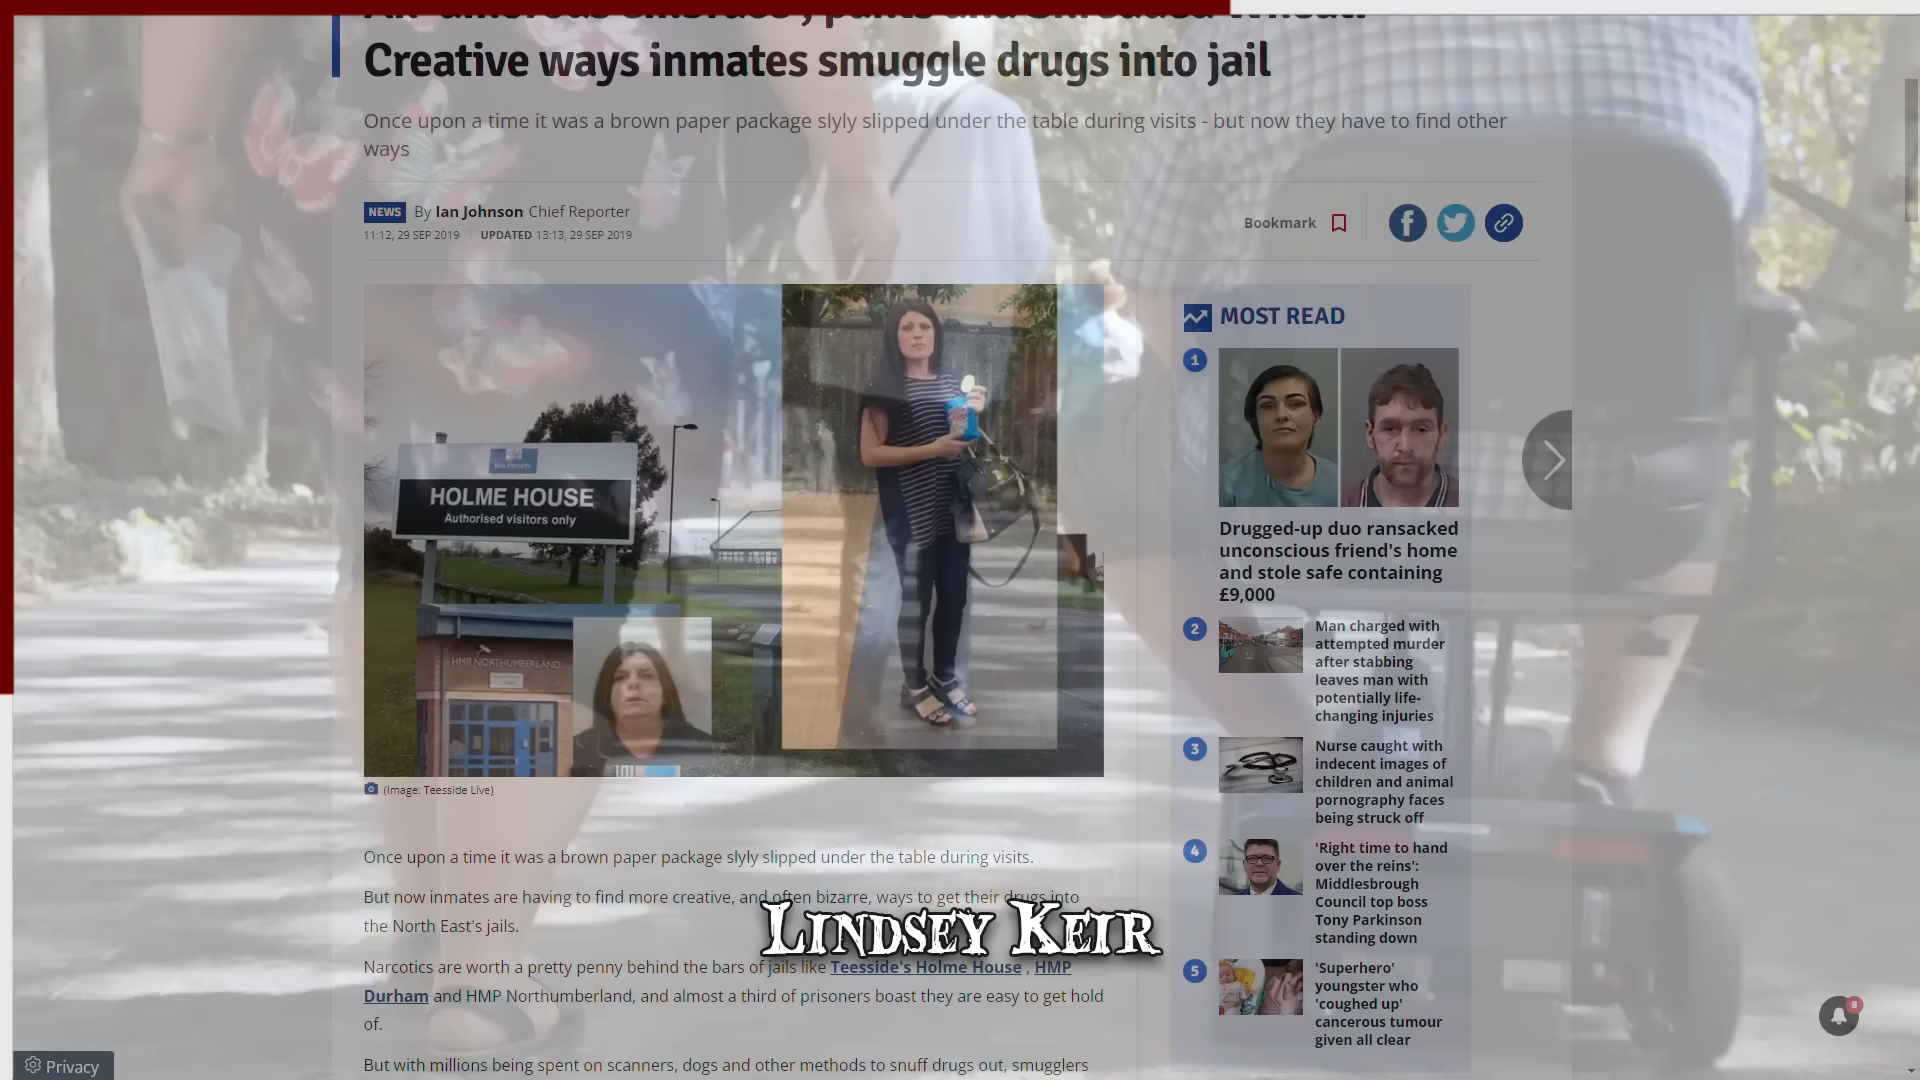 Creative ways inmates smuggle drugs into jail
Once upon a time it was a brown paper package slyly slipped under the table during visits - but now they have to find other
ways
NEWS By Ian Johnson Chief Reporter
11:12, 29 SEP 2019 UPDATED 13:13, 29 SEP 2019
Bookmark
MOST READ
HOLME HOUSE
Authorised visitors only
HMP NORTHUMBERLAND
1
Drugged-up duo ransacked
unconscious friend's home
and stole safe containing
£9,000
2
Man charged with
attempted murder
after stabbing
leaves man with
potentially life-
changing injuries
3
Nurse caught with
indecent images of
children and animal
pornography faces
being struck off
4
'Right time to hand
over the reins':
Middlesbrough
Council top boss
Tony Parkinson
standing down
5
'Superhero'
youngster who
'coughed up'
cancerous tumour
given all clear
(Image: Teesside Live)
Once upon a time it was a brown paper package slyly slipped under the table during visits.
But now inmates are having to find more creative, and often bizarre, ways to get their drugs into
the North East's jails.
LINDSEY KEIR
Narcotics are worth a pretty penny behind the bars of jails like Teesside's Holme House , HMP
Durham and HMP Northumberland, and almost a third of prisoners boast they are easy to get hold
of.
But with millions being spent on scanners, dogs and other methods to snuff drugs out, smugglers
8
Privacy